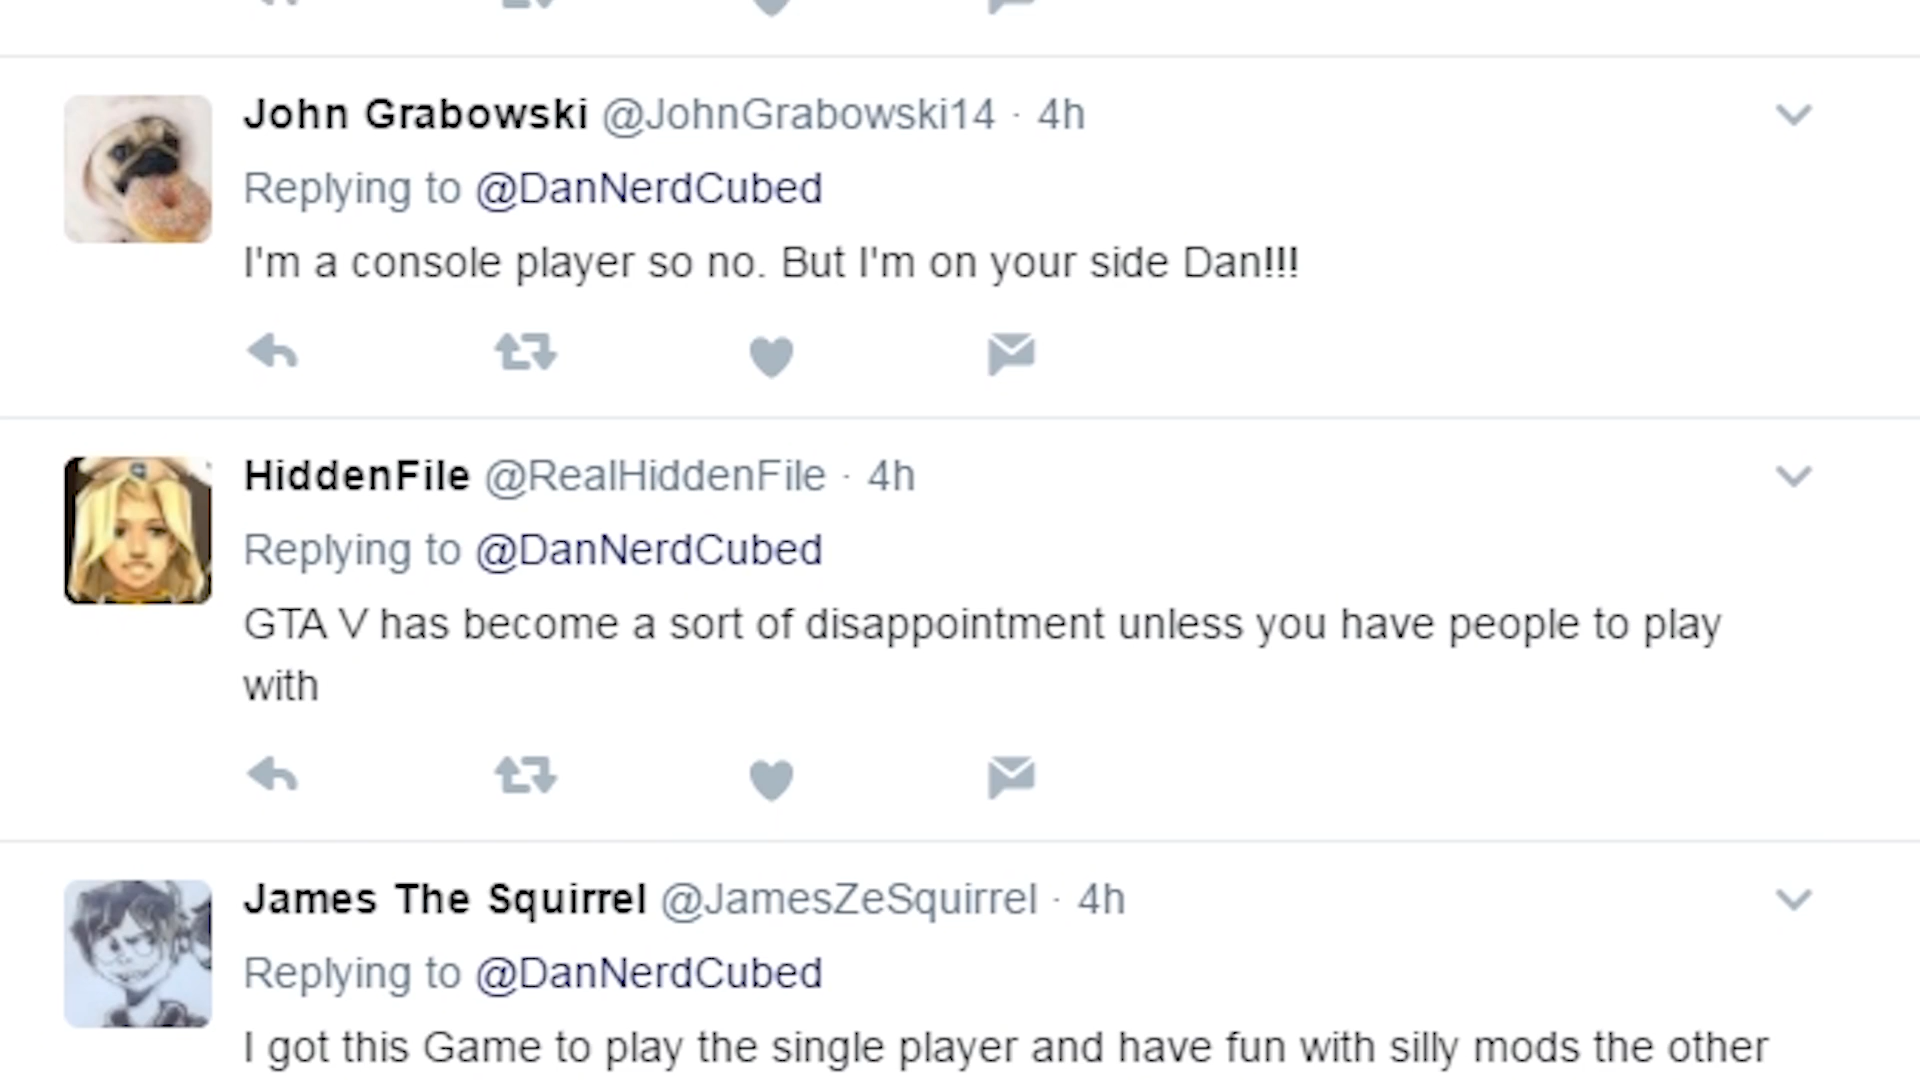 John Grabowski @JohnGrabowski14 · 4h
Replying to @DanNerdCubed
I'm a console player so no. But I'm on your side Dan!!!
HiddenFile @RealHiddenFile · 4h
Replying to @DanNerdCubed
GTA V has become a sort of disappointment unless you have people to play
with
James The Squirrel @JamesZeSquirrel · 4h
Replying to @DanNerdCubed
I got this Game to play the single player and have fun with silly mods the other